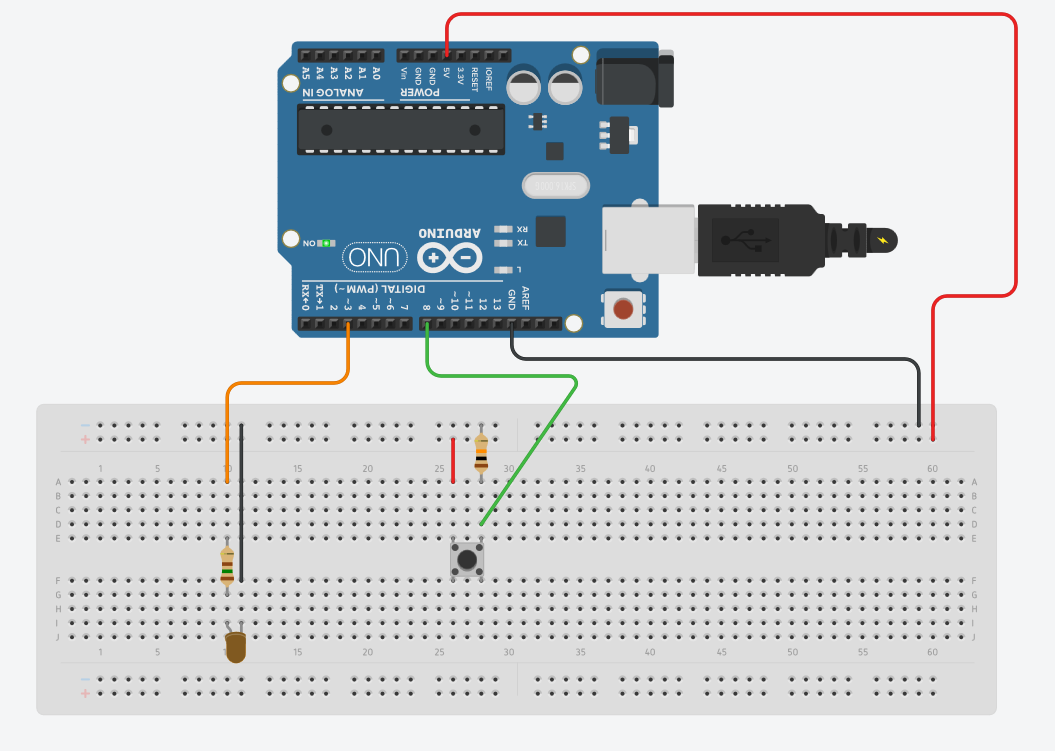 A5 A4 A3 A2 A1 A0 Vin GND GND 5V 3.3V RESET IOREF
ANALOG IN POWER
RX
TX
ARDUINO
ON UNO
L
DIGITAL (PWM~)
RX←0 TX→1 2 ~3 4 ~5 ~6 7 8 ~9 ~10 ~11 12 13 GND AREF
−
+
1 5 10 15 20 25 30 35 40 45 50 55 60
A A
B B
C C
D D
E E
F F
G G
H H
I I
J J
1 5 15 20 25 30 35 40 45 50 55 60
−
+